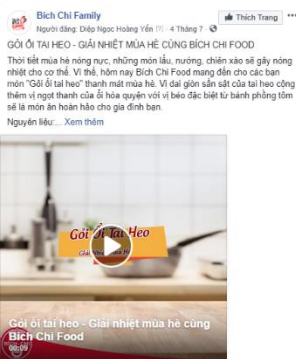 Bích Chi Family
Thích Trang
Người đăng: Diệp Ngọc Hoàng Yến [?] · 4 Tháng 7 ·
GỎI ỔI TAI HEO - GIẢI NHIỆT MÙA HÈ CÙNG BÍCH CHI FOOD
Thời tiết mùa hè nóng nực, những món lẩu, nướng, chiên xào sẽ gây nóng
nhiệt cho cơ thể. Vì thế, hôm nay Bích Chi Food mang đến cho các bạn
món "Gỏi ổi tai heo" thanh mát mùa hè. Vị dai giòn sần sật của tai heo cộng
thêm vị ngọt thanh của ổi hòa quyện với vị béo đặc biệt từ bánh phồng tôm
sẽ là món ăn hoàn hảo cho gia đình bạn.
Nguyên liệu:... Xem thêm
Gỏi Ổi Tai Heo
Giải Nhiệt Mùa Hè
Gỏi ổi tai heo - Giải nhiệt mùa hè cùng
Bích Chi Food
00:09